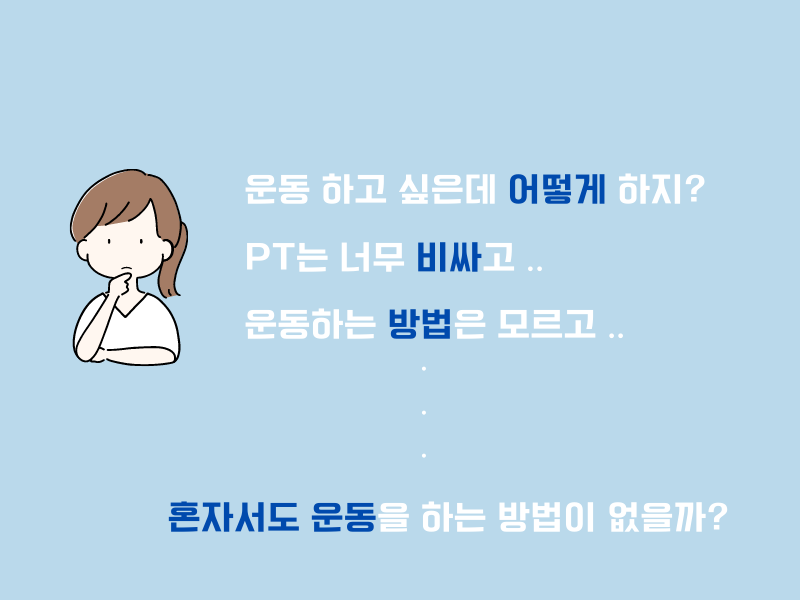 운동 하고 싶은데 어떻게 하지?
PT는 너무 비싸고 ..
운동하는 방법은 모르고 ..
.
.
.
혼자서도 운동을 하는 방법이 없을까?